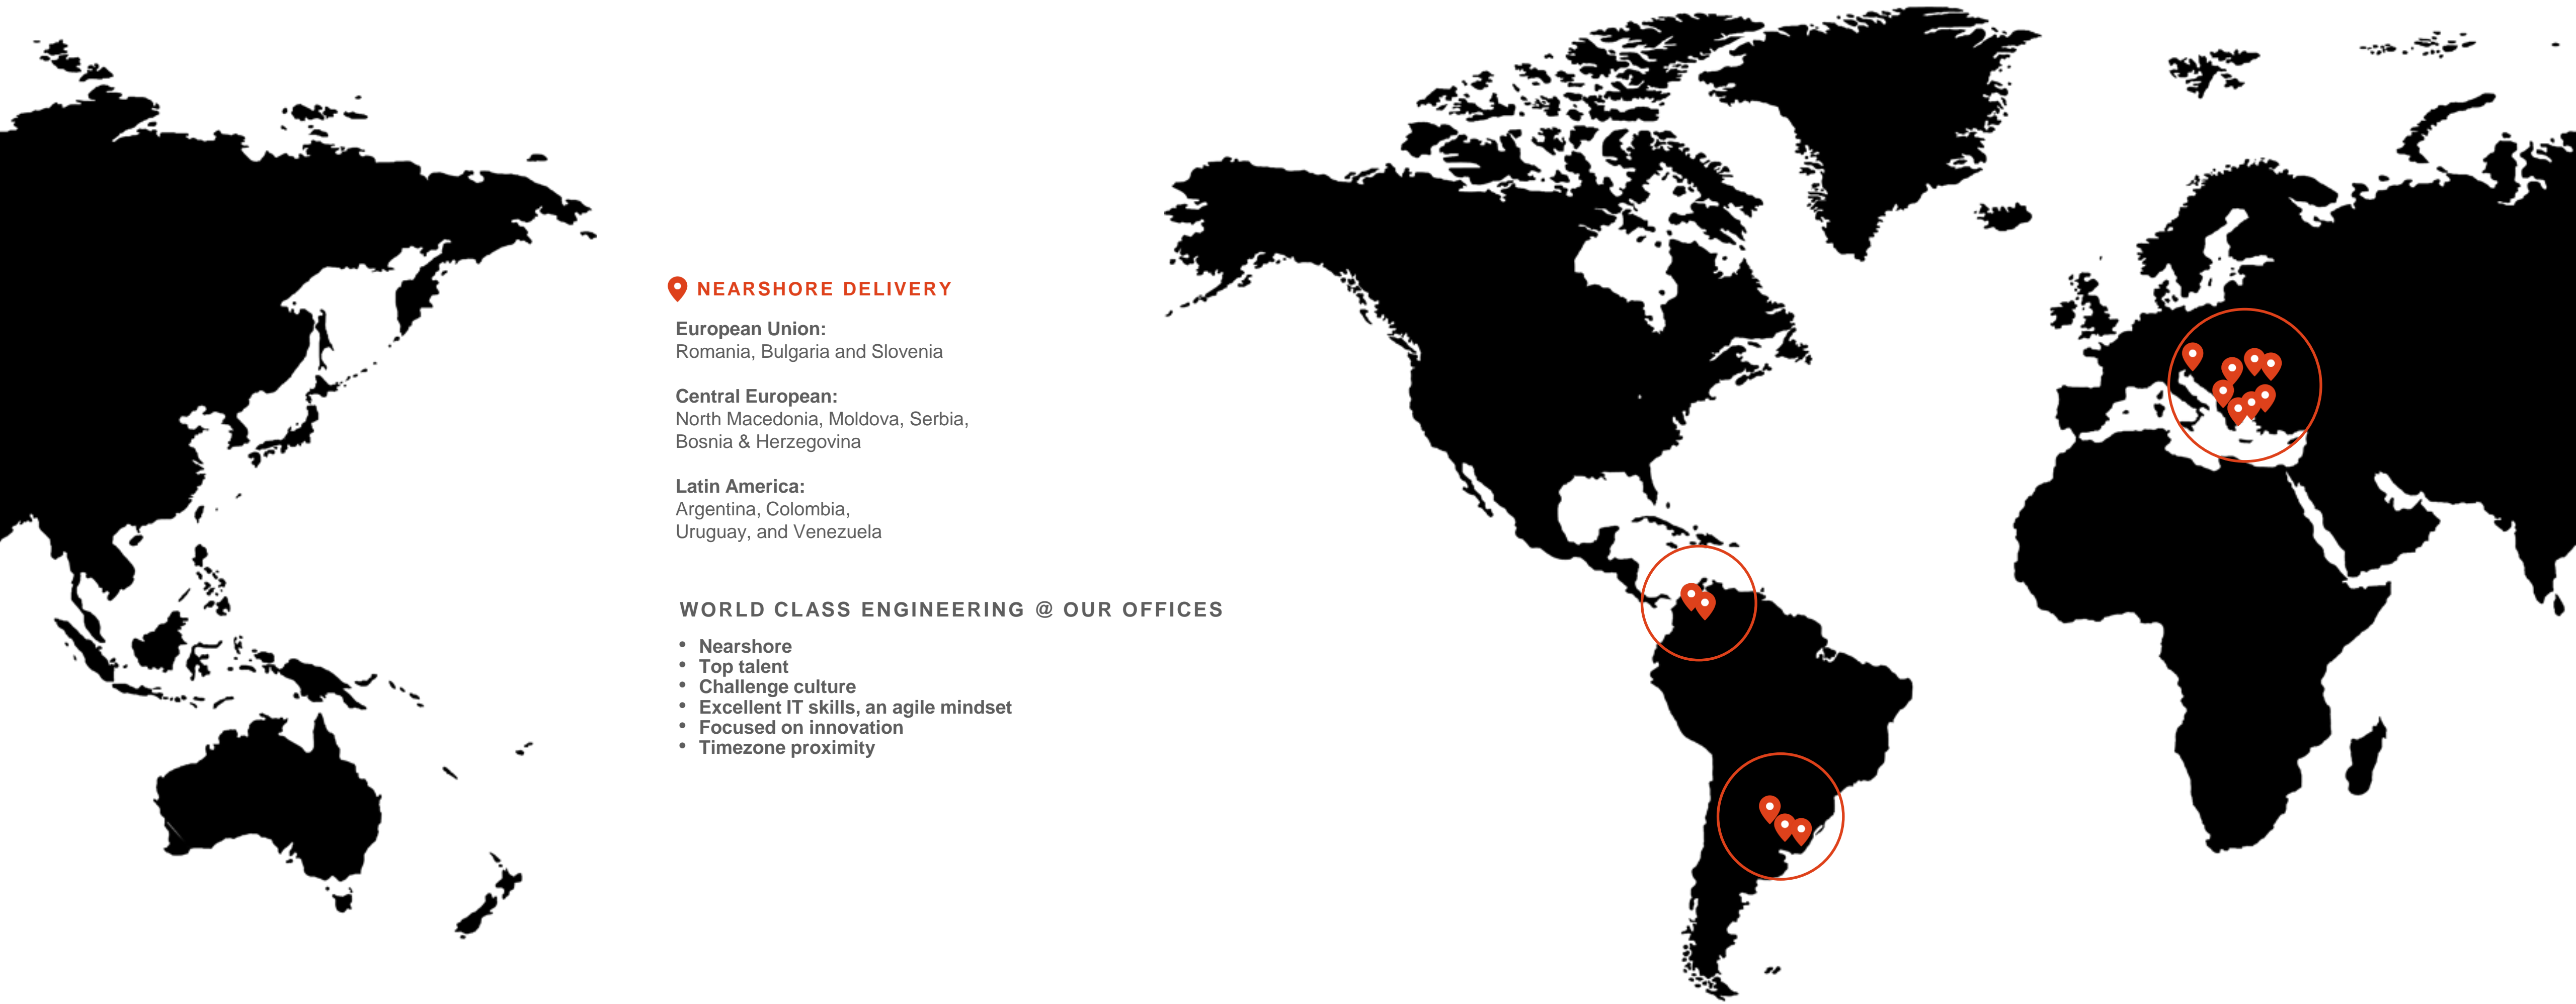 NEARSHORE DELIVERY
European Union:
Romania, Bulgaria and Slovenia
Central European:
North Macedonia, Moldova, Serbia,
Bosnia & Herzegovina
Latin America:
Argentina, Colombia,
Uruguay, and Venezuela
WORLD CLASS ENGINEERING @ OUR OFFICES
• Nearshore
• Top talent
• Challenge culture
• Excellent IT skills, an agile mindset
• Focused on innovation
• Timezone proximity